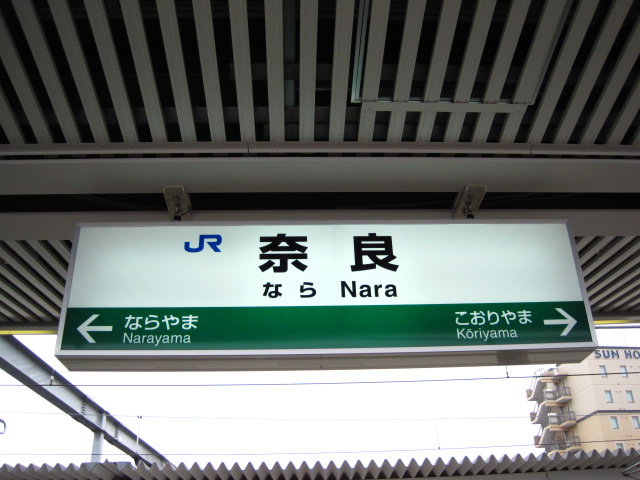 JR 奈良
なら Nara
← ならやま こおりやま →
Narayama Kōriyama
SUN HO